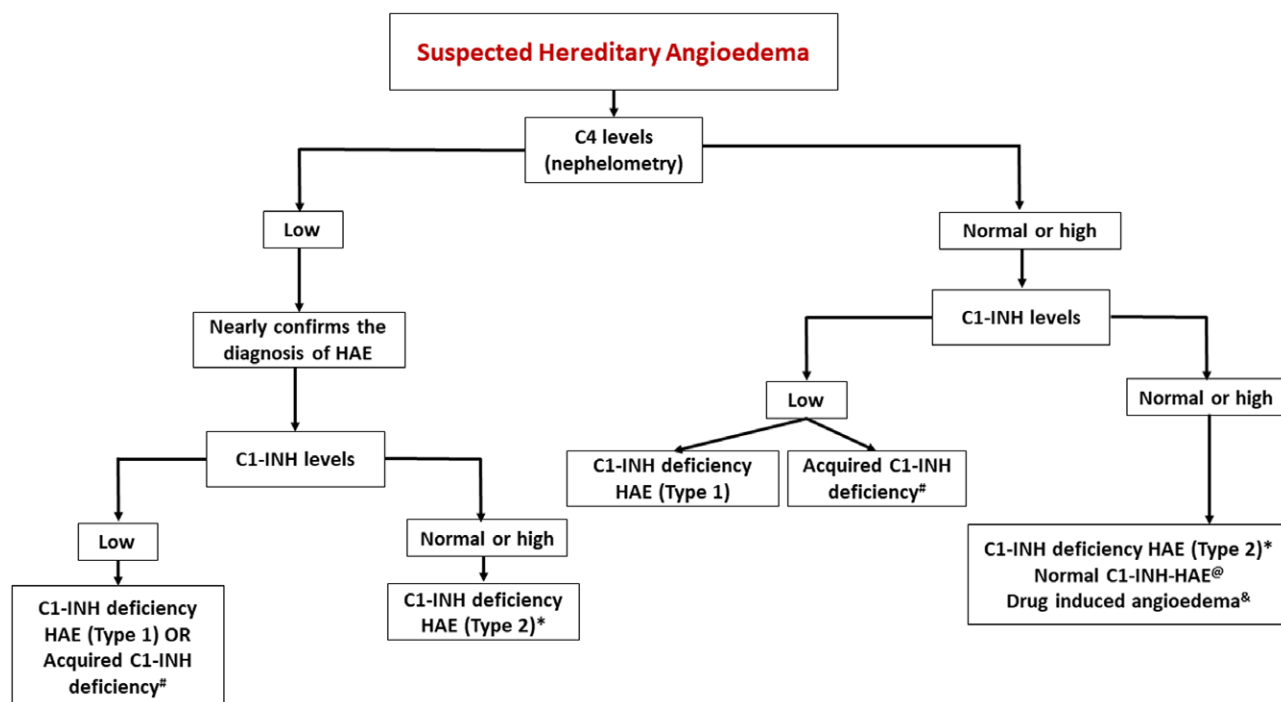 Suspected Hereditary Angioedema
C4 levels
(nephelometry)
Low
Normal or high
Nearly confirms the
diagnosis of HAE
C1-INH levels
C1-INH levels
Low
Normal or high
C1-INH deficiency
HAE (Type 1)
Acquired C1-INH
deficiency#
Low
Normal or high
C1-INH deficiency
HAE (Type 1) OR
Acquired C1-INH
deficiency#
C1-INH deficiency
HAE (Type 2)*
C1-INH deficiency HAE (Type 2)*
Normal C1-INH-HAE@
Drug induced angioedema&